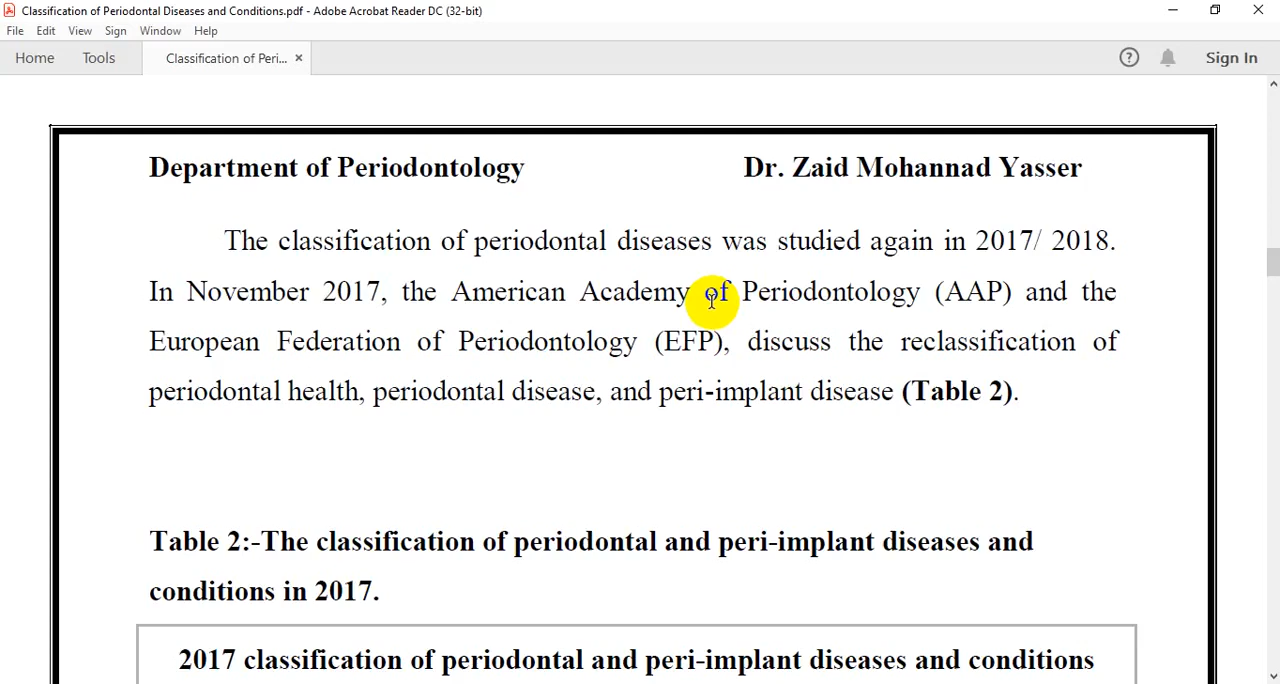 Classification of Periodontal Diseases and Conditions.pdf - Adobe Acrobat Reader DC (32-bit)
File Edit View Sign Window Help
Home Tools Classification of Peri... × Sign In
Department of Periodontology Dr. Zaid Mohannad Yasser
The classification of periodontal diseases was studied again in 2017/ 2018.
In November 2017, the American Academy of Periodontology (AAP) and the
European Federation of Periodontology (EFP), discuss the reclassification of
periodontal health, periodontal disease, and peri-implant disease (Table 2).
Table 2:-The classification of periodontal and peri-implant diseases and
conditions in 2017.
2017 classification of periodontal and peri-implant diseases and conditions